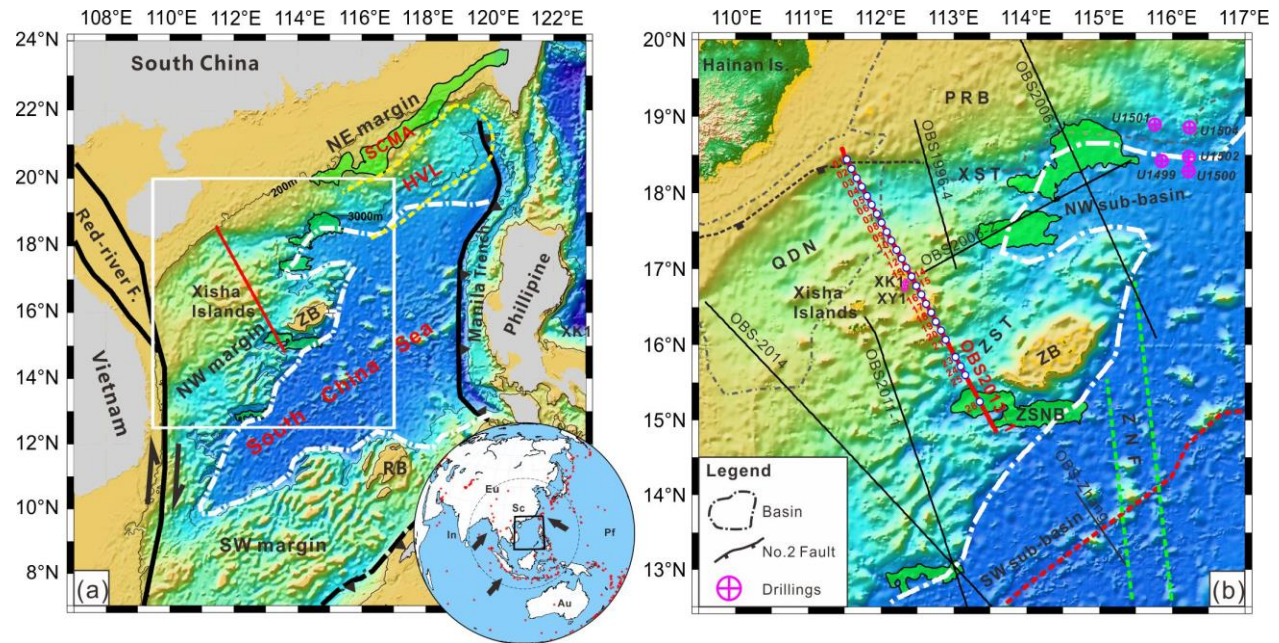 108°E 110°E 112°E 114°E 116°E 118°E 120°E 122°E
24°N
22°N
20°N
18°N
16°N
14°N
12°N
10°N
8°N
South China
NE margin
SCMA
HVL
200m
3000m
Red-river F.
Xisha
Islands
ZB
NW margin
Manila Trench
Phillipine
XK1
Vietnam
South China Sea
RB
SW margin
(a)
Eu
Sc
In
Pf
Au
110°E 111°E 112°E 113°E 114°E 115°E 116°E 117°E
20°N
19°N
18°N
17°N
16°N
15°N
14°N
13°N
Hainan Is.
PRB
OBS2006-1
U1501
U1504
U1502
U1499
U1500
OBS1996-4
XST
NW sub-basin
OBS2006-2
QDN
XK1
XY1
Xisha
Islands
ZST
ZB
OBS-2014
OBS2011-1
ZSNB
ZNF
SW sub-basin
Legend
Basin
No.2 Fault
Drillings
(b)